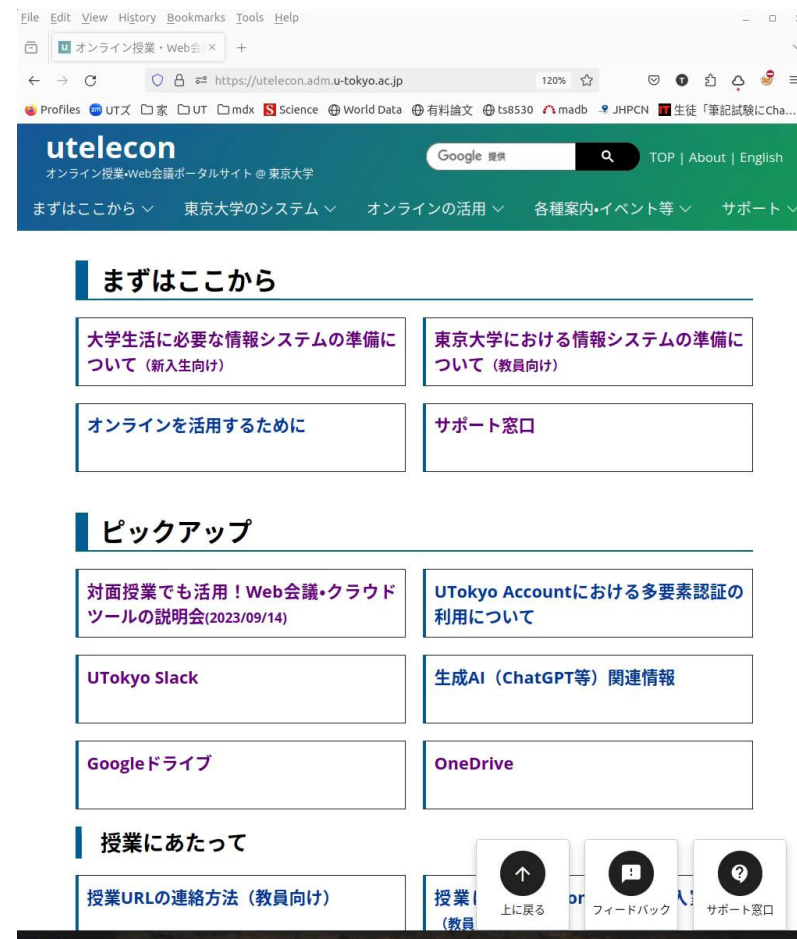 File Edit View History Bookmarks Tools Help
オンライン授業・Web会
https://utelecon.adm.u-tokyo.ac.jp
120%
Profiles UTズ 家 UT mdx Science World Data 有料論文 ts8530 madb JHPCN 生徒「筆記試験にCha...
utelecon
オンライン授業・Web会議ポータルサイト @ 東京大学
Google 提供
TOP | About | English
まずはここから 東京大学のシステム オンラインの活用 各種案内・イベント等 サポート
まずはここから
大学生活に必要な情報システムの準備に
ついて（新入生向け）
東京大学における情報システムの準備に
ついて（教員向け）
オンラインを活用するために
サポート窓口
ピックアップ
対面授業でも活用！Web会議・クラウド
ツールの説明会(2023/09/14)
UTokyo Accountにおける多要素認証の
利用について
UTokyo Slack
生成AI（ChatGPT等）関連情報
Googleドライブ
OneDrive
授業にあたって
授業URLの連絡方法（教員向け）
授業
（教員
上に戻る
フィードバック
サポート窓口